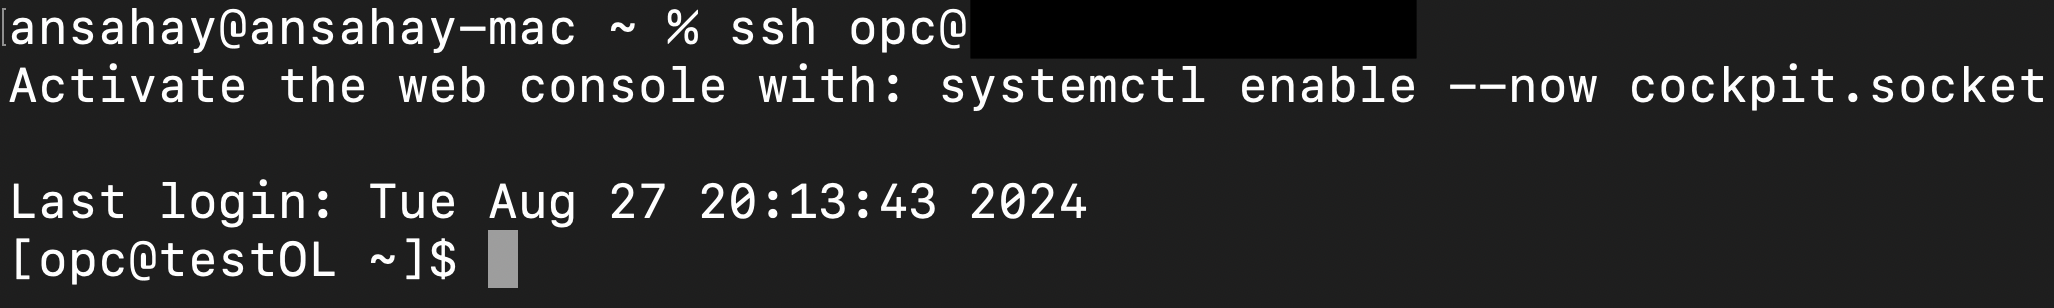 [ansahay@ansahay-mac ~ % ssh opc@
Activate the web console with: systemctl enable --now cockpit.socket
Last login: Tue Aug 27 20:13:43 2024
[opc@testOL ~]$